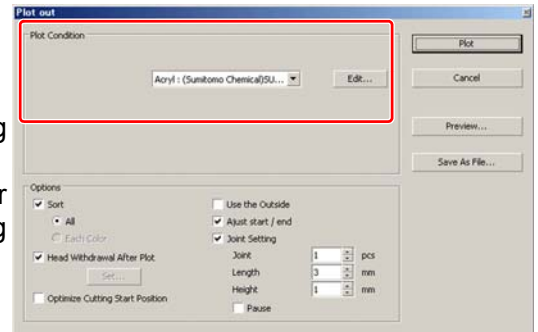 Plot out
Plot Condition
Plot
Acryl : (Sumitomo Chemical)SU...
Edit...
Cancel
Preview...
Save As File...
g
r
g
Options
Sort
Use the Outside
All
Ajust start / end
Each Color
Joint Setting
Head Withdrawal After Plot
Joint 1 pcs
Set...
Length 3 mm
Height 1 mm
Optimize Cutting Start Position
Pause